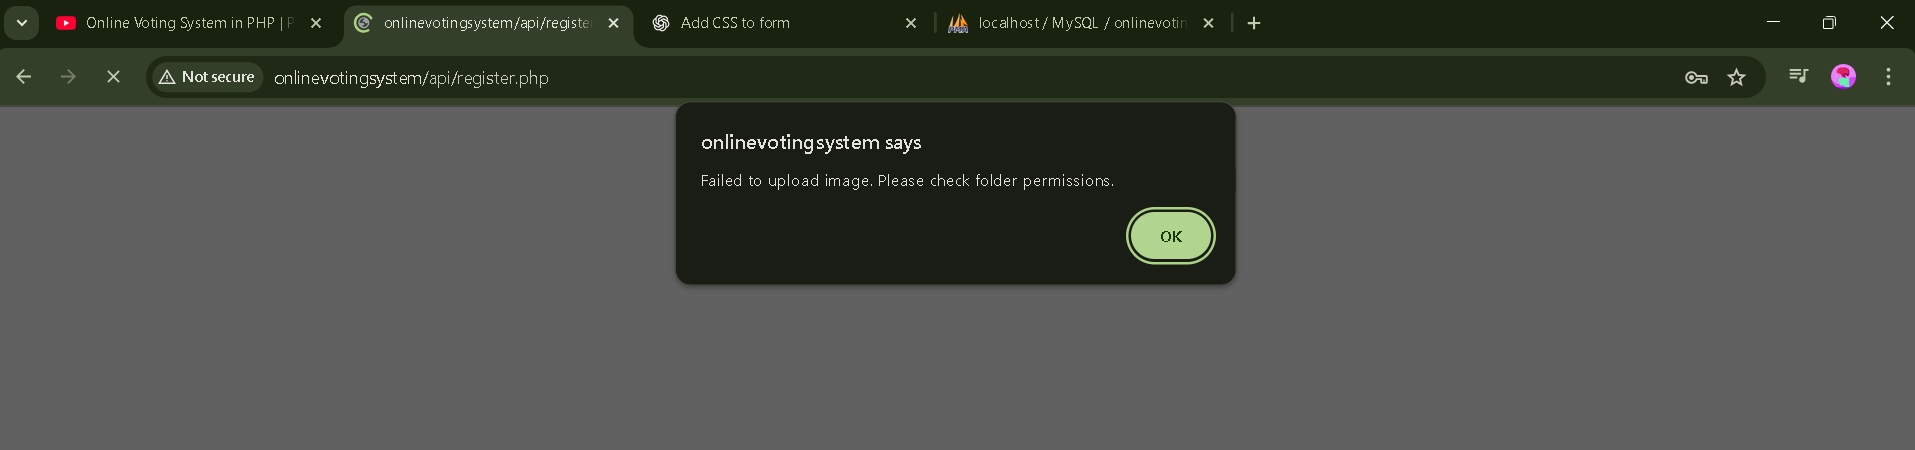 Online Voting System in PHP | P
onlinevotingsystem/api/registe
Add CSS to form
localhost / MySQL / onlinevotin
Not secure
onlinevotingsystem/api/register.php
onlinevotingsystem says
Failed to upload image. Please check folder permissions.
OK